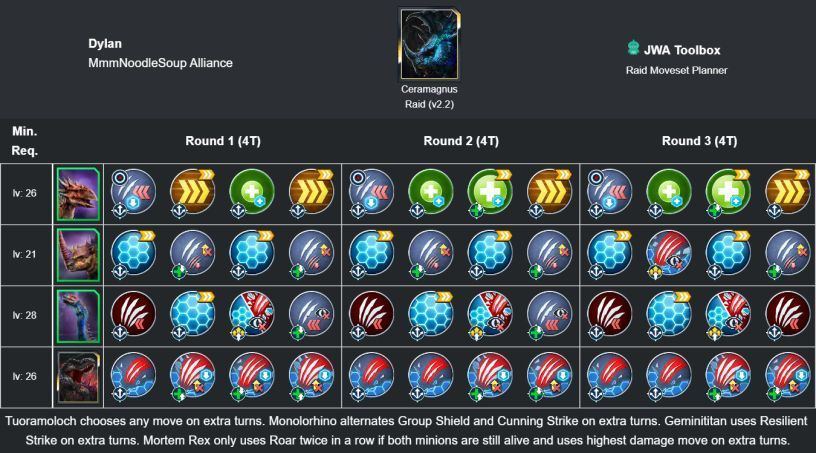 Dylan
MmmNoodleSoup Alliance
Ceramagnus
Raid (v2.2)
JWA Toolbox
Raid Moveset Planner
Min.
Req.
Round 1 (4T)
Round 2 (4T)
Round 3 (4T)
lv: 26
lv: 21
lv: 28
lv: 26
Tuoramoloch chooses any move on extra turns. Monolorhino alternates Group Shield and Cunning Strike on extra turns. Geminititan uses Resilient
Strike on extra turns. Mortem Rex only uses Roar twice in a row if both minions are still alive and uses highest damage move on extra turns.